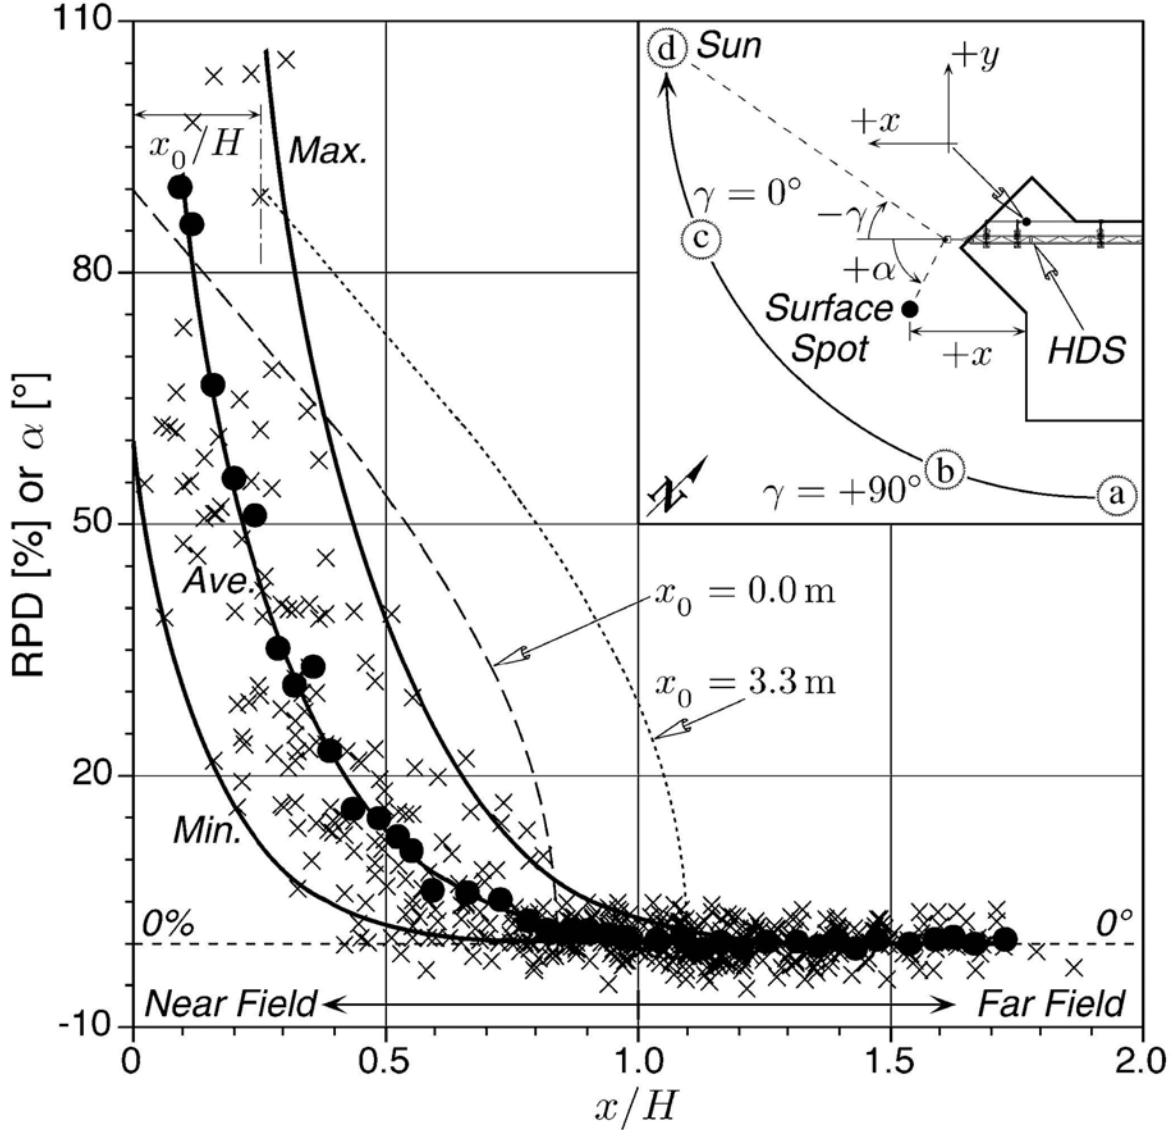 110
80
50
20
-10
RPD [%] or α [°]
x₀/H
Max.
Ave.
Min.
x₀ = 0.0 m
x₀ = 3.3 m
0%
0°
Near Field
Far Field
0
0.5
1.0
1.5
2.0
x/H
d
Sun
+y
+x
γ = 0°
−γ
c
+α
Surface
Spot
+x
HDS
b
γ = +90°
a
N